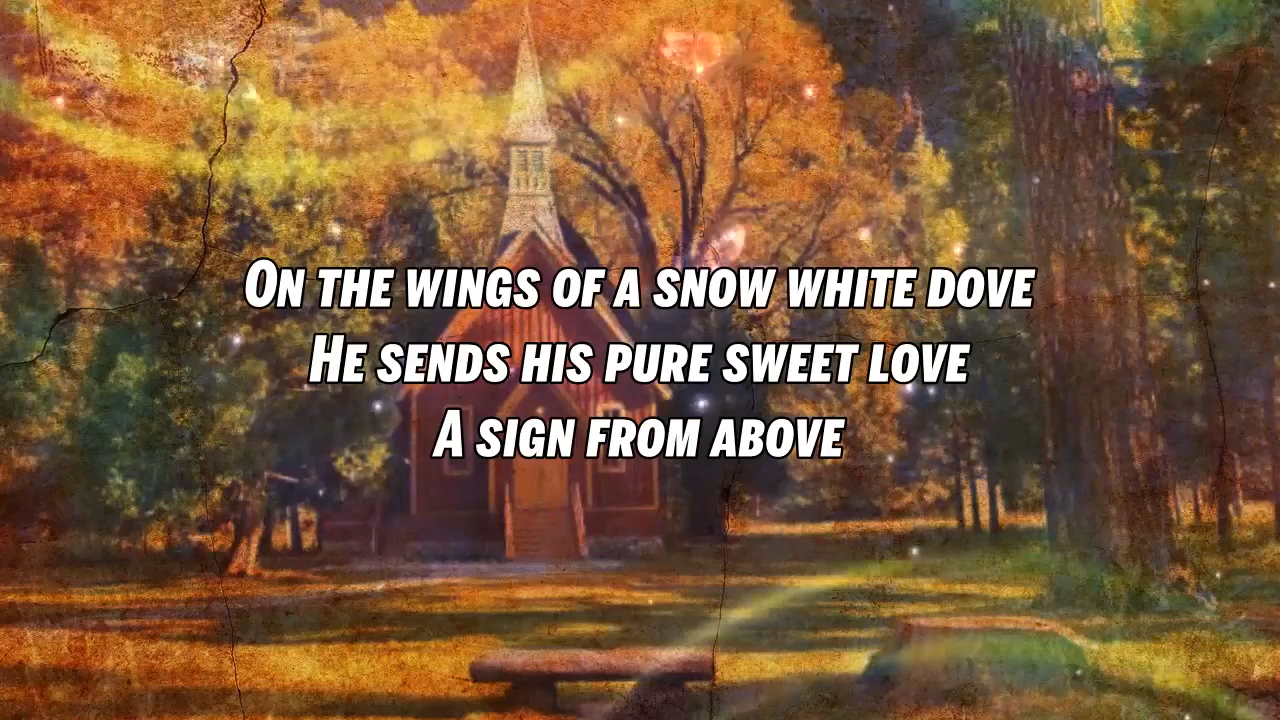 On the wings of a snow white dove
He sends his pure sweet love
A sign from above